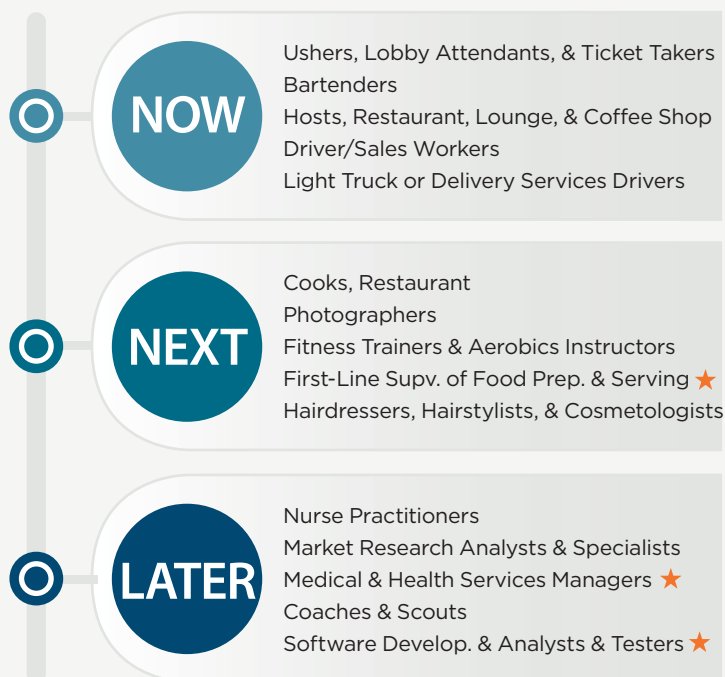 NOW
Ushers, Lobby Attendants, & Ticket Takers
Bartenders
Hosts, Restaurant, Lounge, & Coffee Shop
Driver/Sales Workers
Light Truck or Delivery Services Drivers
NEXT
Cooks, Restaurant
Photographers
Fitness Trainers & Aerobics Instructors
First-Line Supv. of Food Prep. & Serving
Hairdressers, Hairstylists, & Cosmetologists
LATER
Nurse Practitioners
Market Research Analysts & Specialists
Medical & Health Services Managers
Coaches & Scouts
Software Develop. & Analysts & Testers